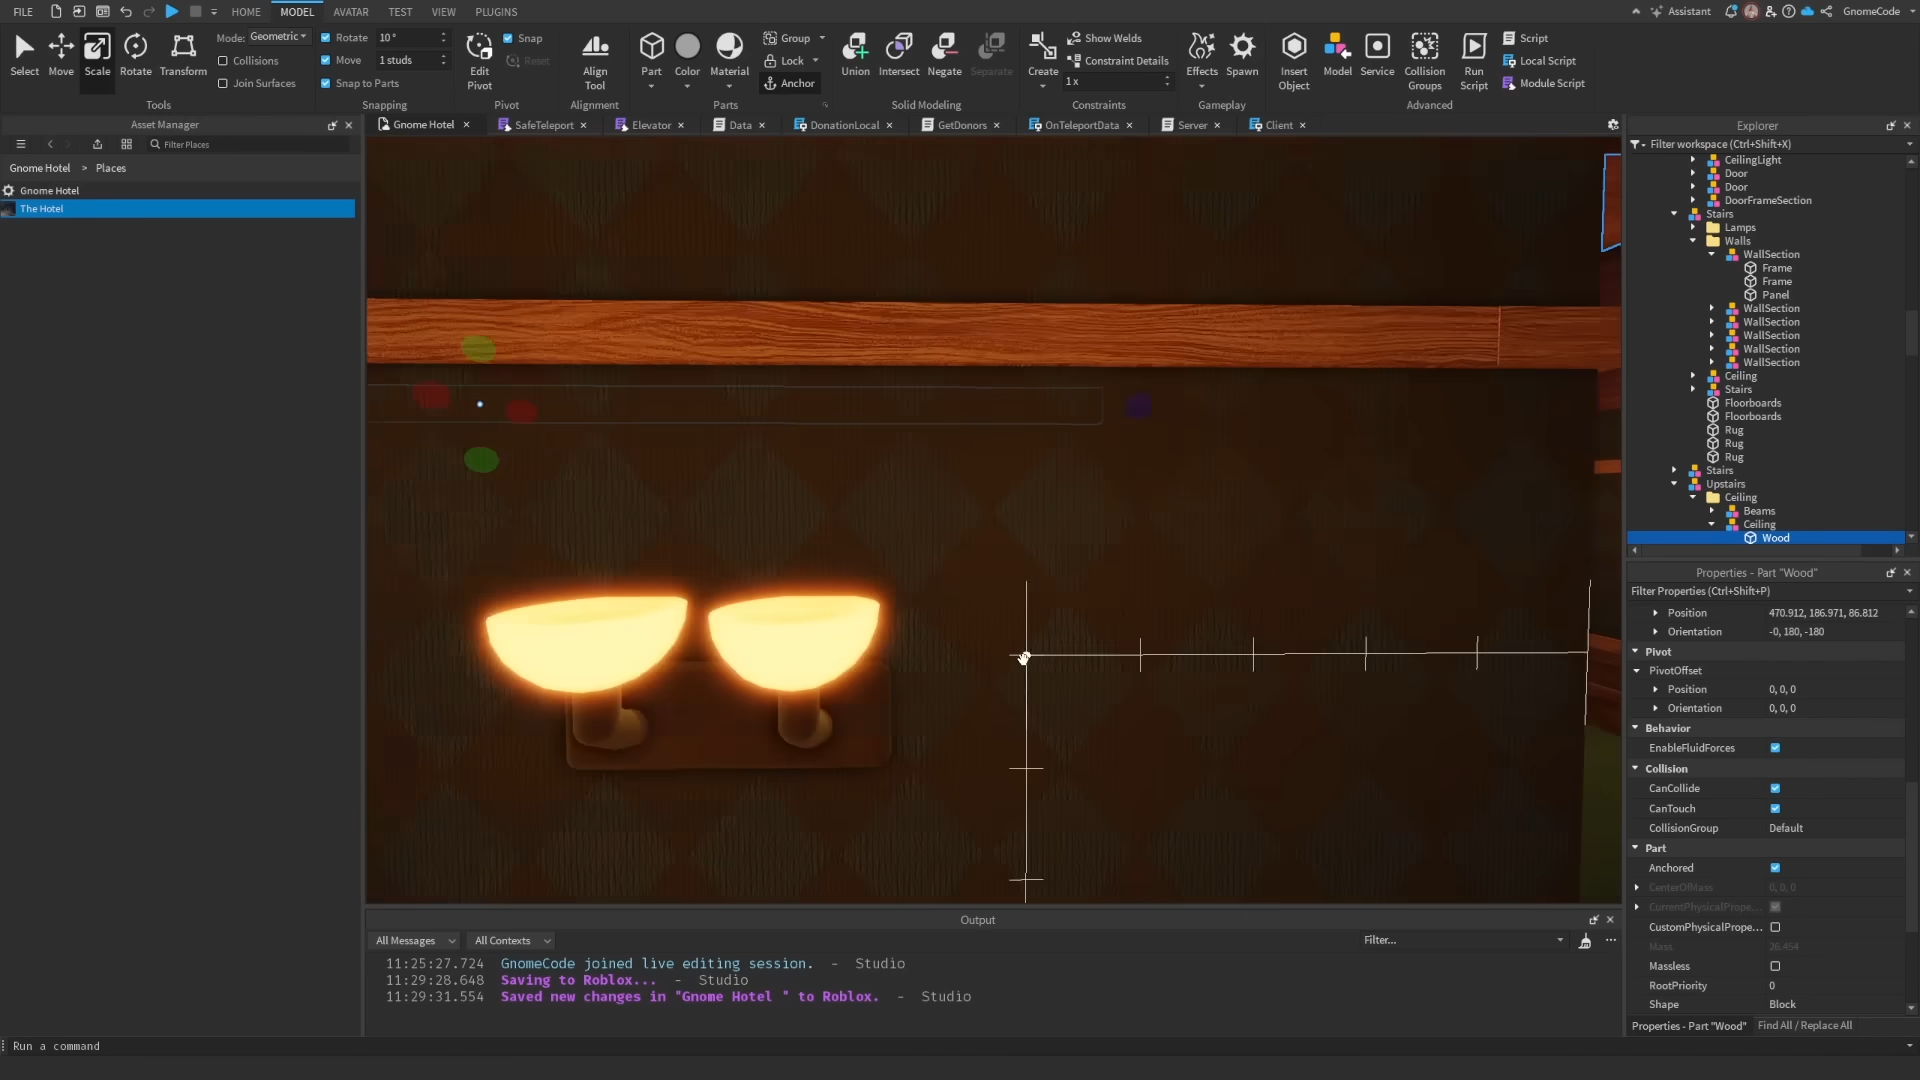 FILE HOME MODEL AVATAR TEST VIEW PLUGINS Assistant GnomeCode
Select Move Scale Rotate Transform
Mode: Geometric
Collisions
Join Surfaces
Tools
Rotate 10 °
Move 1 studs
Snap to Parts
Snapping
Edit Pivot
Snap
Reset
Pivot
Align Tool
Alignment
Part Color Material
Group
Lock
Anchor
Parts
Union Intersect Negate Separate
Solid Modeling
Create
Show Welds
Constraint Details
1 x
Constraints
Effects Spawn
Gameplay
Insert Object
Model Service
Collision Groups
Run Script
Script
Local Script
Module Script
Advanced
Asset Manager
Filter Places
Gnome Hotel > Places
Gnome Hotel
The Hotel
Gnome Hotel SafeTeleport Elevator Data DonationLocal GetDonors OnTeleportData Server Client
Explorer
Filter workspace (Ctrl+Shift+X)
CeilingLight
Door
Door
DoorFrameSection
Stairs
Lamps
Walls
WallSection
Frame
Frame
Panel
WallSection
WallSection
WallSection
WallSection
WallSection
Ceiling
Stairs
Floorboards
Floorboards
Rug
Rug
Rug
Stairs
Upstairs
Ceiling
Beams
Ceiling
Wood
Properties - Part "Wood"
Filter Properties (Ctrl+Shift+P)
Position 470.912, 186.971, 86.812
Orientation -0, 180, -180
Pivot
PivotOffset
Position 0, 0, 0
Orientation 0, 0, 0
Behavior
EnableFluidForces
Collision
CanCollide
CanTouch
CollisionGroup Default
Part
Anchored
CenterOfMass 0, 0, 0
CurrentPhysicalPrope...
CustomPhysicalPrope...
Mass 26.454
Massless
RootPriority 0
Shape Block
Properties - Part "Wood" Find All / Replace All
Output
All Messages All Contexts Filter...
11:25:27.724 GnomeCode joined live editing session. - Studio
11:29:28.648 Saving to Roblox... - Studio
11:29:31.554 Saved new changes in "Gnome Hotel " to Roblox. - Studio
Run a command